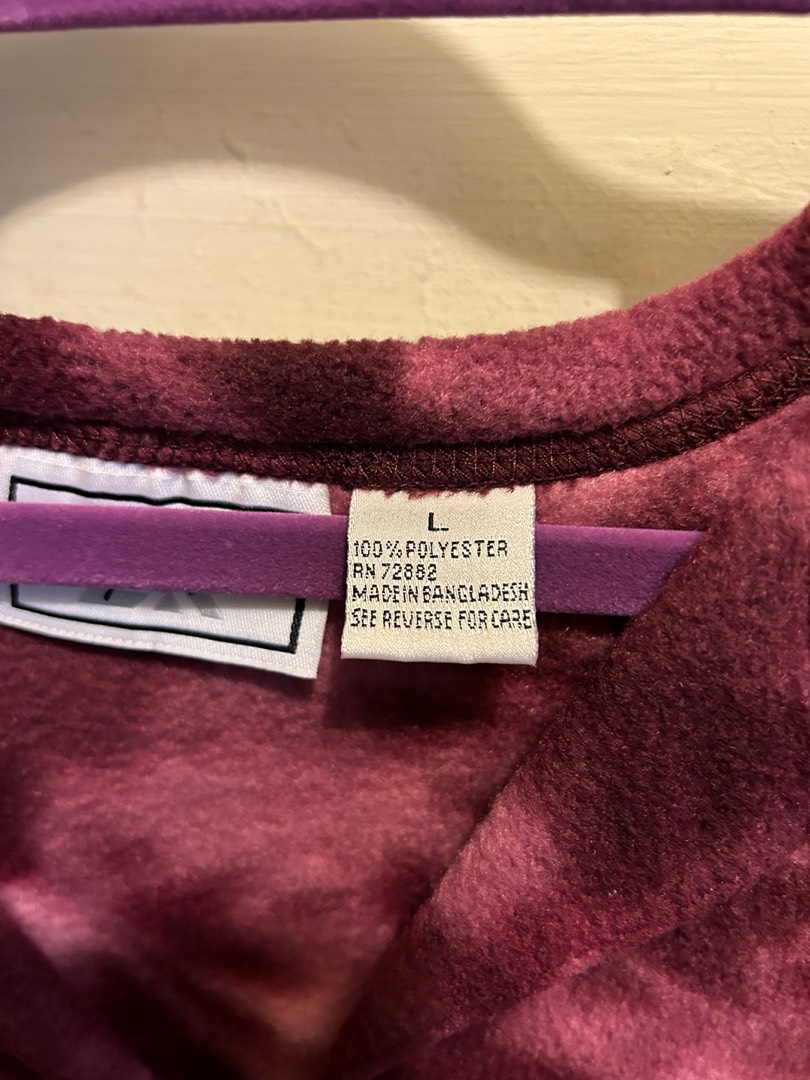 L
100% POLYESTER
RN 72882
MADE IN BANGLADESH
SEE REVERSE FOR CARE